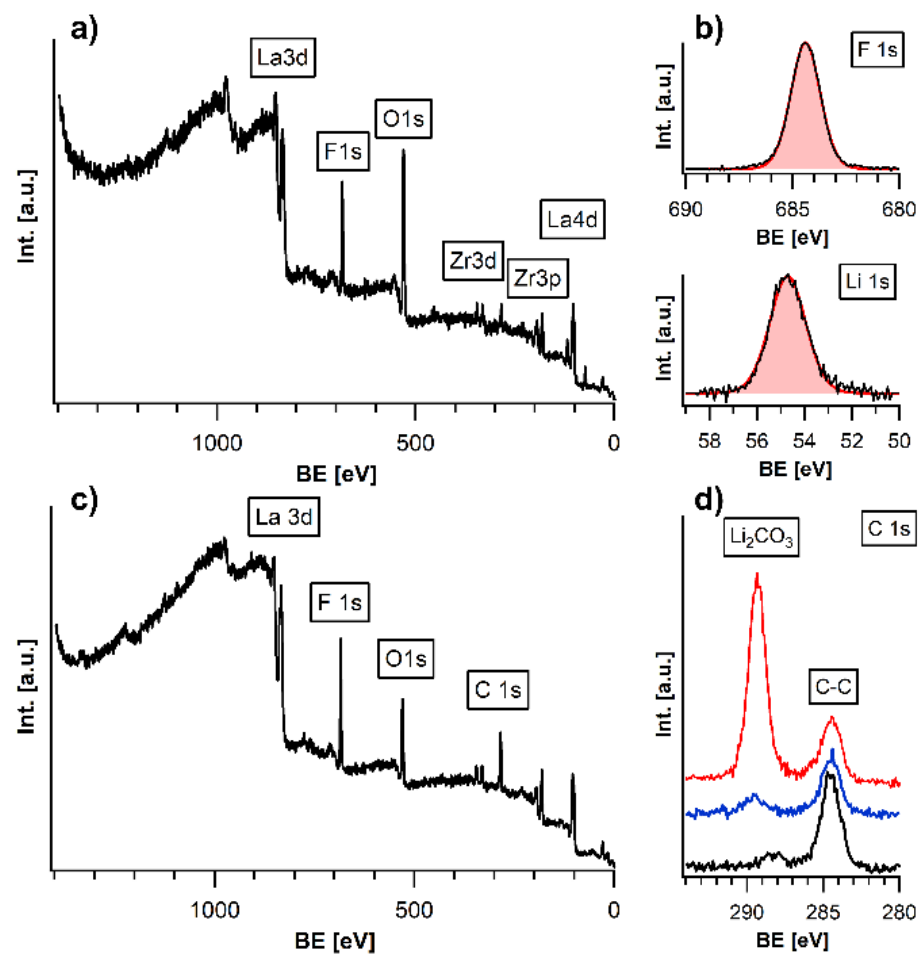 a)
La3d
F1s
O1s
La4d
Zr3d
Zr3p
Int. [a.u.]
1000
500
0
BE [eV]
b)
F 1s
Int. [a.u.]
690
685
680
BE [eV]
Li 1s
Int. [a.u.]
58
56
54
52
50
BE [eV]
c)
La 3d
F 1s
O1s
C 1s
Int. [a.u.]
1000
500
0
BE [eV]
d)
C 1s
Li₂CO₃
C-C
Int. [a.u.]
290
285
280
BE [eV]